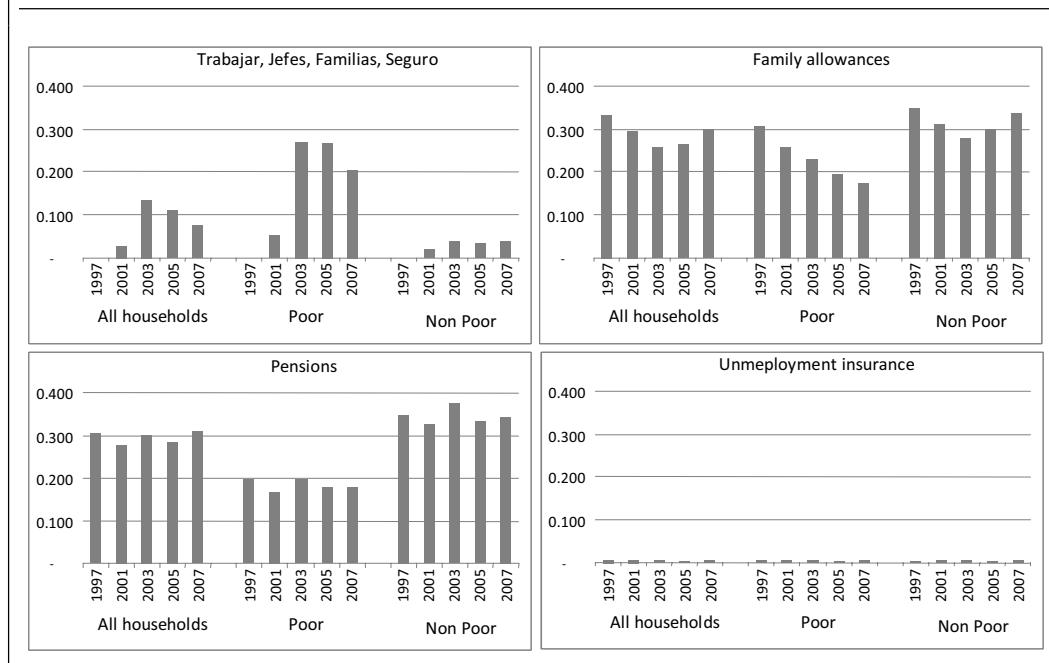 Trabajar, Jefes, Familias, Seguro
0.400
0.300
0.200
0.100
-
1997 2001 2003 2005 2007 1997 2001 2003 2005 2007 1997 2001 2003 2005 2007
All households Poor Non Poor
Family allowances
0.400
0.300
0.200
0.100
-
1997 2001 2003 2005 2007 1997 2001 2003 2005 2007 1997 2001 2003 2005 2007
All households Poor Non Poor
Pensions
0.400
0.300
0.200
0.100
-
1997 2001 2003 2005 2007 1997 2001 2003 2005 2007 1997 2001 2003 2005 2007
All households Poor Non Poor
Unmeployment insurance
0.400
0.300
0.200
0.100
-
1997 2001 2003 2005 2007 1997 2001 2003 2005 2007 1997 2001 2003 2005 2007
All households Poor Non Poor